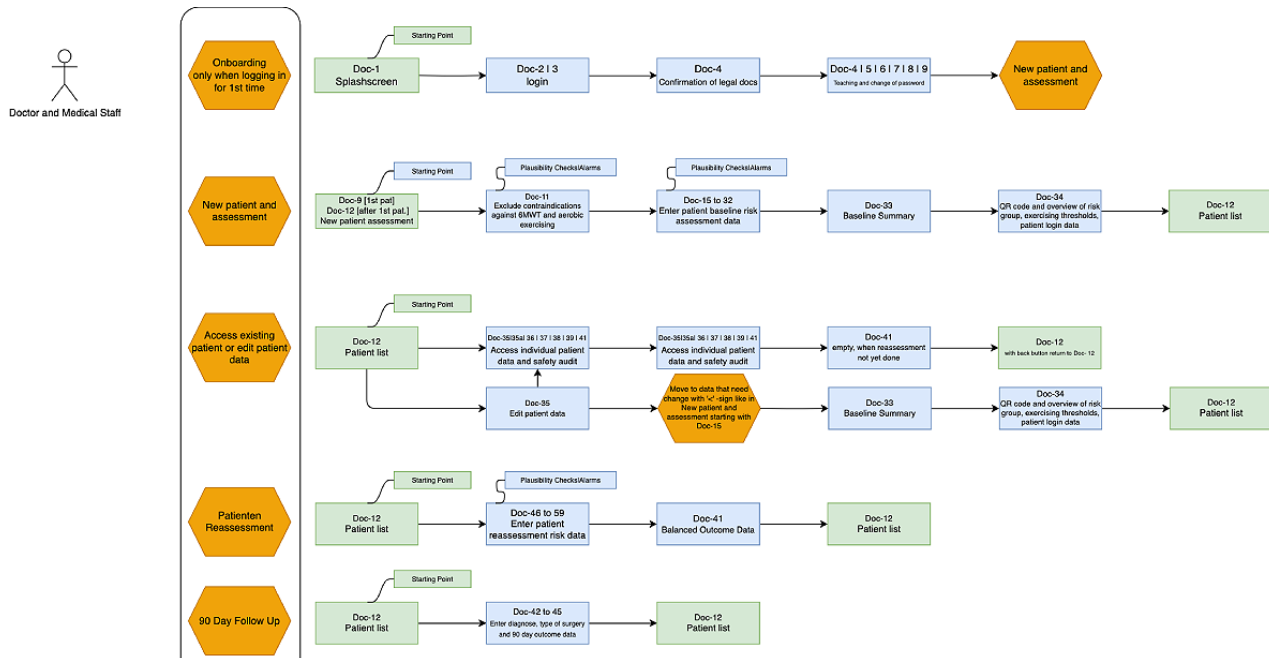 Doctor and Medical Staff
Onboarding
only when logging in
for 1st time
Starting Point
Doc-1
Splashscreen
Doc-2 | 3
login
Doc-4
Confirmation of legal docs
Doc-4 | 5 | 6 | 7 | 8 | 9
Teaching and change of password
New patient and
assessment
New patient and
assessment
Starting Point
Doc-9 [1st pat]
Doc-12 [after 1st pat.]
New patient assessment
Plausibility Checks|Alarms
Doc-11
Exclude contraindications
against 6MWT and aerobic
exercising
Plausibility Checks|Alarms
Doc-15 to 32
Enter patient baseline risk
assessment data
Doc-33
Baseline Summary
Doc-34
QR code and overview of risk
group, exercising thresholds,
patient login data
Doc-12
Patient list
Access existing
patient or edit patient
data
Starting Point
Doc-12
Patient list
Doc-35|35a| 36 | 37 | 38 | 39 | 41
Access individual patient
data and safety audit
Doc-35|35a| 36 | 37 | 38 | 39 | 41
Access individual patient
data and safety audit
Doc-41
empty, when reassessment
not yet done
Doc-12
with back button return to Doc- 12
Doc-35
Edit patient data
Move to data that need
change with '<' -sign like in
New patient and
assessment starting with
Doc-15
Doc-33
Baseline Summary
Doc-34
QR code and overview of risk
group, exercising thresholds,
patient login data
Doc-12
Patient list
Patienten
Reassessment
Starting Point
Doc-12
Patient list
Plausibility Checks|Alarms
Doc-46 to 59
Enter patient
reassessment risk data
Doc-41
Balanced Outcome Data
Doc-12
Patient list
90 Day Follow Up
Starting Point
Doc-12
Patient list
Doc-42 to 45
Enter diagnose, type of surgery
and 90 day outcome data
Doc-12
Patient list